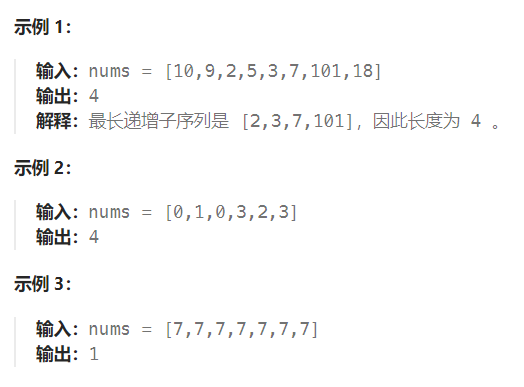 示例 1：
输入：nums = [10,9,2,5,3,7,101,18]
输出：4
解释：最长递增子序列是 [2,3,7,101]，因此长度为 4 。
示例 2：
输入：nums = [0,1,0,3,2,3]
输出：4
示例 3：
输入：nums = [7,7,7,7,7,7,7]
输出：1